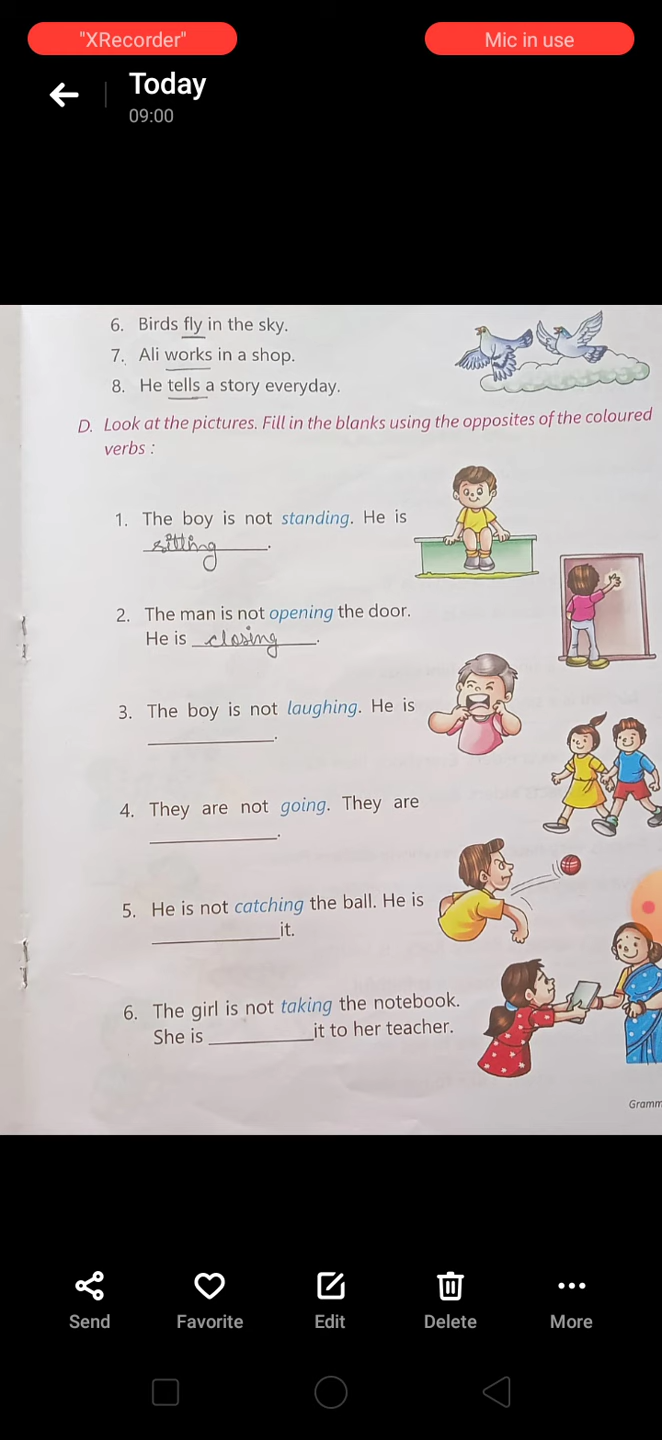 "XRecorder"
Mic in use
Today
09:00
6. Birds fly in the sky.
7. Ali works in a shop.
8. He tells a story everyday.
D. Look at the pictures. Fill in the blanks using the opposites of the coloured
verbs :
1. The boy is not standing. He is
sitting.
2. The man is not opening the door.
He is closing.
3. The boy is not laughing. He is
____________.
4. They are not going. They are
____________.
5. He is not catching the ball. He is
____________it.
6. The girl is not taking the notebook.
She is __________it to her teacher.
Send
Favorite
Edit
Delete
More